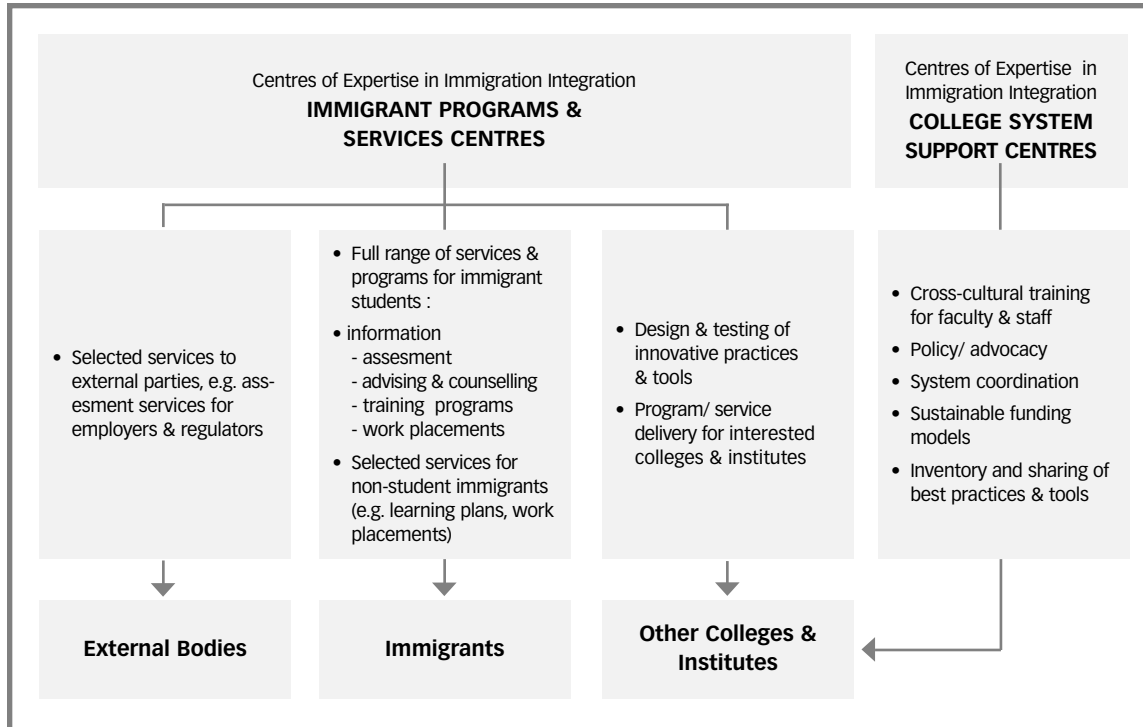 Centres of Expertise in Immigration Integration
IMMIGRANT PROGRAMS &
SERVICES CENTRES
Centres of Expertise in
Immigration Integration
COLLEGE SYSTEM
SUPPORT CENTRES
• Selected services to
external parties, e.g. ass-
esment services for
employers & regulators
• Full range of services &
programs for immigrant
students :
• information
- assesment
- advising & counselling
- training programs
- work placements
• Selected services for
non-student immigrants
(e.g. learning plans, work
placements)
• Design & testing of
innovative practices
& tools
• Program/ service
delivery for interested
colleges & institutes
• Cross-cultural training
for faculty & staff
• Policy/ advocacy
• System coordination
• Sustainable funding
models
• Inventory and sharing of
best practices & tools
External Bodies
Immigrants
Other Colleges &
Institutes